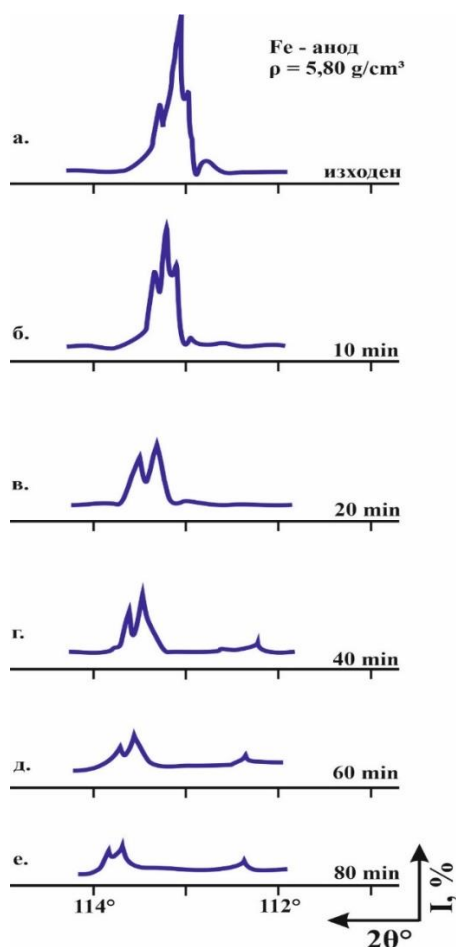 Fe - анод
ρ = 5,80 g/cm³
а.
изходен
б.
10 min
в.
20 min
г.
40 min
д.
60 min
е.
80 min
114°
112°
2θ°
I, %